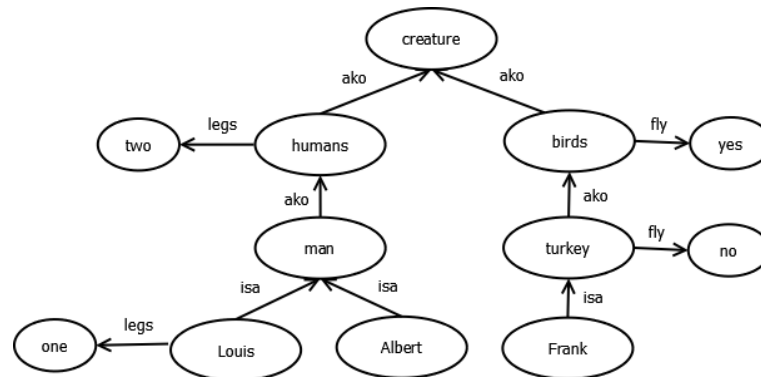 creature
ako
ako
two
legs
humans
birds
fly
yes
ako
ako
man
turkey
fly
no
isa
isa
isa
one
legs
Louis
Albert
Frank